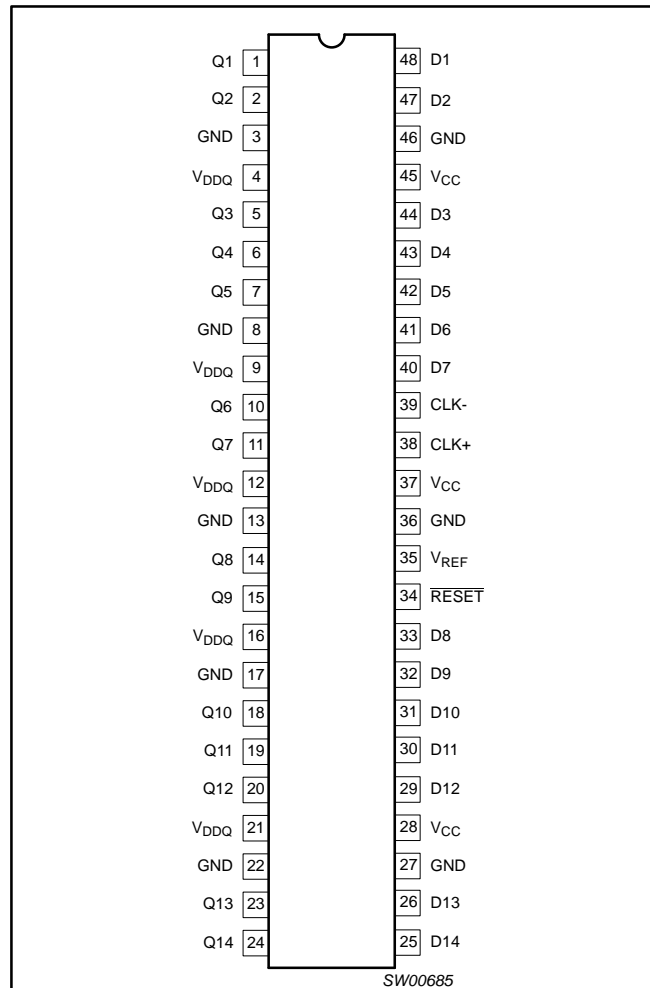 Q1 1 48 D1
Q2 2 47 D2
GND 3 46 GND
VDDQ 4 45 VCC
Q3 5 44 D3
Q4 6 43 D4
Q5 7 42 D5
GND 8 41 D6
VDDQ 9 40 D7
Q6 10 39 CLK-
Q7 11 38 CLK+
VDDQ 12 37 VCC
GND 13 36 GND
Q8 14 35 VREF
Q9 15 34 RESET
VDDQ 16 33 D8
GND 17 32 D9
Q10 18 31 D10
Q11 19 30 D11
Q12 20 29 D12
VDDQ 21 28 VCC
GND 22 27 GND
Q13 23 26 D13
Q14 24 25 D14
SW00685